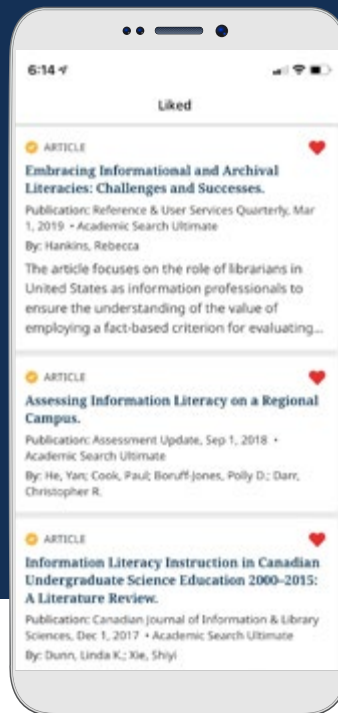 6:14
Liked
ARTICLE
Embracing Informational and Archival
Literacies: Challenges and Successes.
Publication: Reference & User Services Quarterly, Mar
1, 2019 • Academic Search Ultimate
By: Hankins, Rebecca
The article focuses on the role of librarians in
United States as information professionals to
ensure the understanding of the value of
employing a fact-based criterion for evaluating...
ARTICLE
Assessing Information Literacy on a Regional
Campus.
Publication: Assessment Update, Sep 1, 2018 •
Academic Search Ultimate
By: He, Yan; Cook, Paul; Boruff-Jones, Polly D.; Darr,
Christopher R.
ARTICLE
Information Literacy Instruction in Canadian
Undergraduate Science Education 2000–2015:
A Literature Review.
Publication: Canadian Journal of Information & Library
Sciences, Dec 1, 2017 • Academic Search Ultimate
By: Dunn, Linda K.; Xie, Shiyi